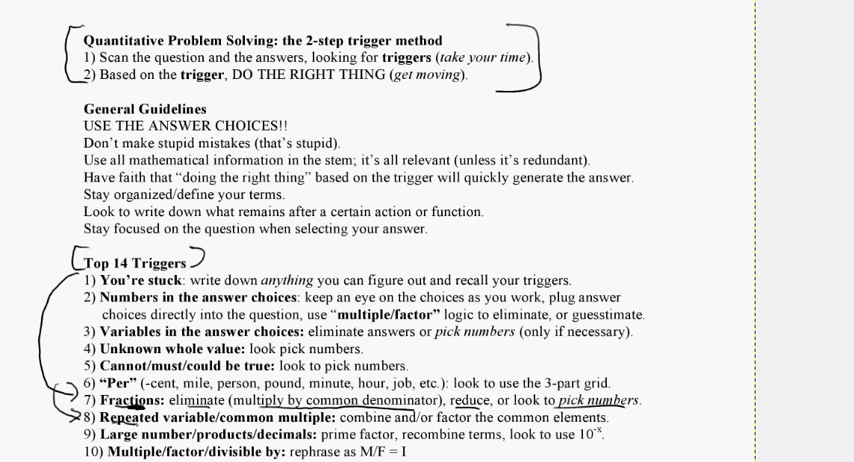 Quantitative Problem Solving: the 2-step trigger method
1) Scan the question and the answers, looking for triggers (take your time).
2) Based on the trigger, DO THE RIGHT THING (get moving).
General Guidelines
USE THE ANSWER CHOICES!!
Don't make stupid mistakes (that's stupid).
Use all mathematical information in the stem; it's all relevant (unless it's redundant).
Have faith that “doing the right thing” based on the trigger will quickly generate the answer.
Stay organized/define your terms.
Look to write down what remains after a certain action or function.
Stay focused on the question when selecting your answer.
Top 14 Triggers
1) You're stuck: write down anything you can figure out and recall your triggers.
2) Numbers in the answer choices: keep an eye on the choices as you work, plug answer
choices directly into the question, use “multiple/factor” logic to eliminate, or guesstimate.
3) Variables in the answer choices: eliminate answers or pick numbers (only if necessary).
4) Unknown whole value: look pick numbers.
5) Cannot/must/could be true: look to pick numbers.
6) “Per” (-cent, mile, person, pound, minute, hour, job, etc.): look to use the 3-part grid.
7) Fractions: eliminate (multiply by common denominator), reduce, or look to pick numbers.
8) Repeated variable/common multiple: combine and/or factor the common elements.
9) Large number/products/decimals: prime factor, recombine terms, look to use 10⁻ˣ.
10) Multiple/factor/divisible by: rephrase as M/F = I